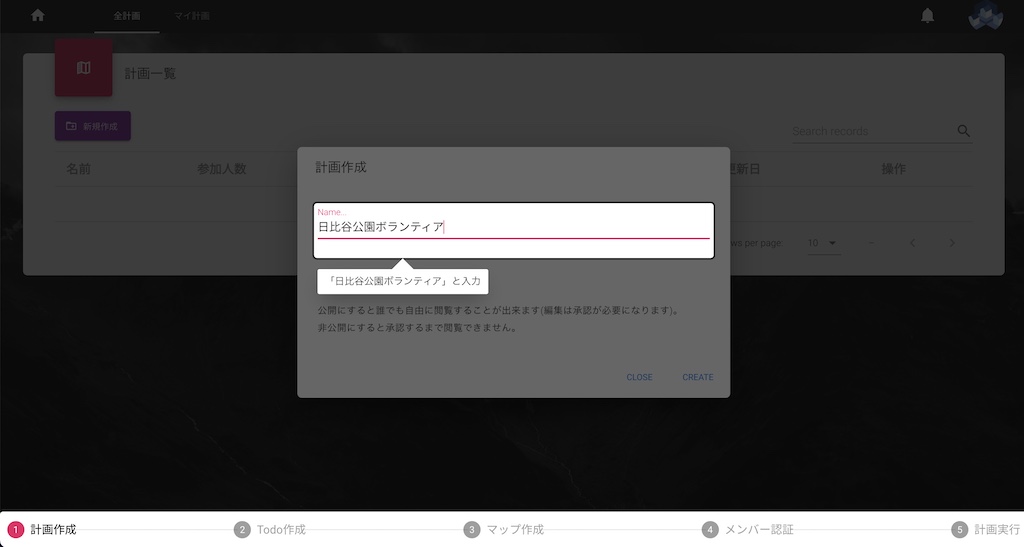 全計画 マイ計画
計画一覧
新規作成
Search records
名前 参加人数 更新日 操作
ws per page: 10 –
計画作成
Name...
日比谷公園ボランティア
「日比谷公園ボランティア」と入力
公開にすると誰でも自由に閲覧することが出来ます(編集は承認が必要になります)。
非公開にすると承認するまで閲覧できません。
CLOSE CREATE
1 計画作成 2 Todo作成 3 マップ作成 4 メンバー認証 5 計画実行